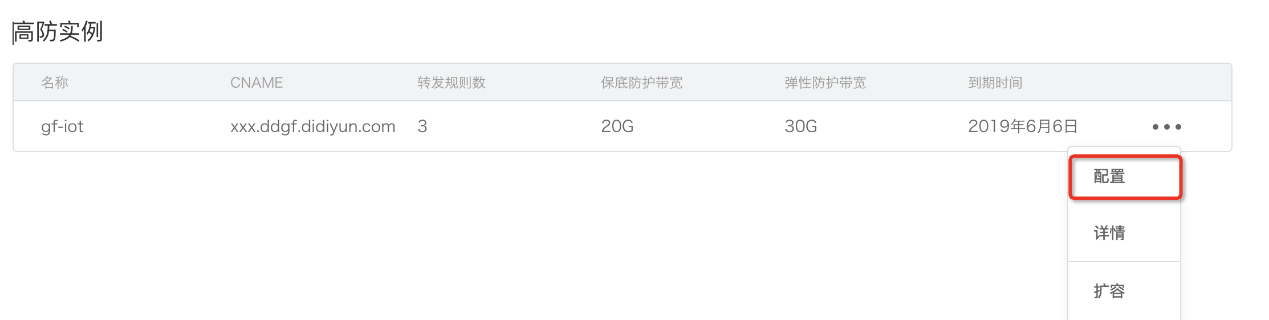 高防实例
名称 CNAME 转发规则数 保底防护带宽 弹性防护带宽 到期时间
gf-iot xxx.ddgf.didiyun.com 3 20G 30G 2019年6月6日 •••
配置
详情
扩容